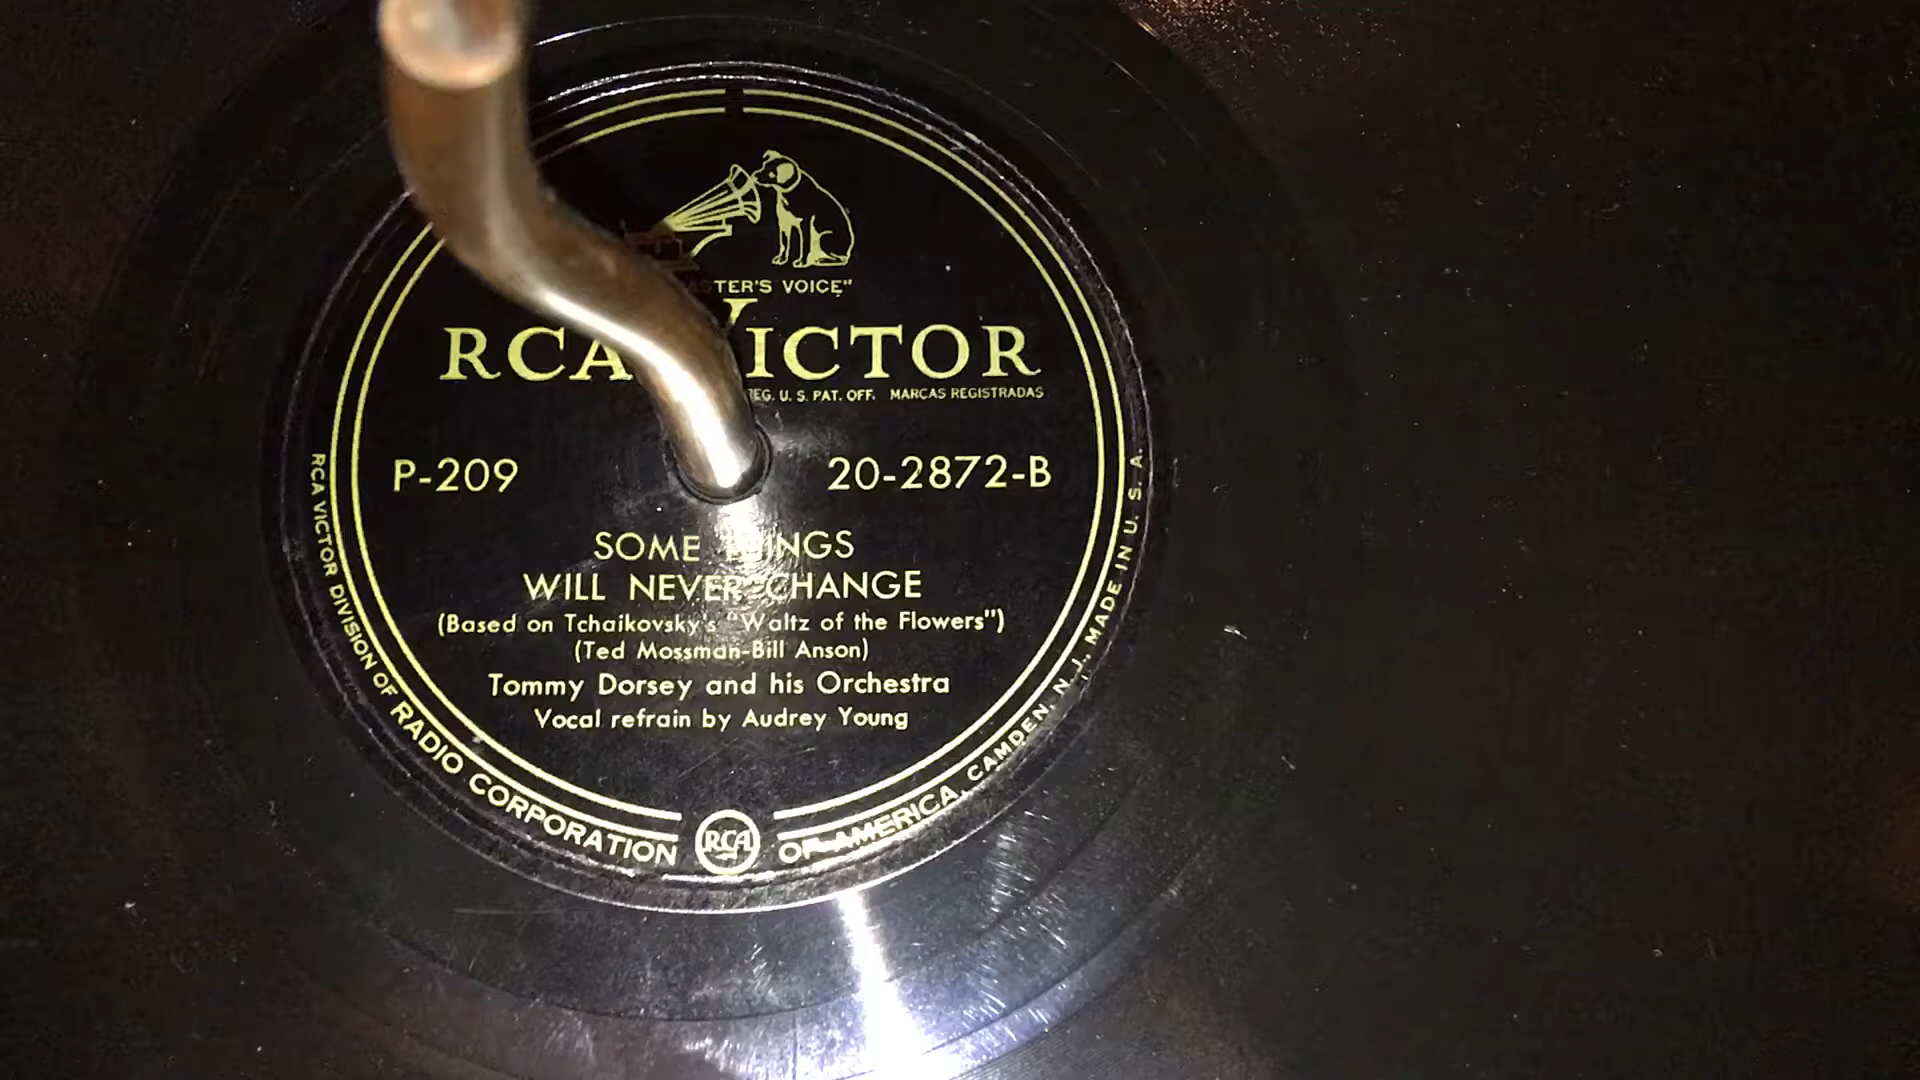 VOICE"
RCA VICTOR
REG. U. S. PAT. OFF. MARCAS REGISTRADAS
P-209
20-2872-B
SOME THINGS
WILL NEVER CHANGE
(Based on Tchaikovsky's "Waltz of the Flowers")
(Ted Mossman-Bill Anson)
Tommy Dorsey and his Orchestra
Vocal refrain by Audrey Young
RCA VICTOR DIVISION OF RADIO CORPORATION
RCA
OF AMERICA, CAMDEN, N. J., MADE IN U. S. A.